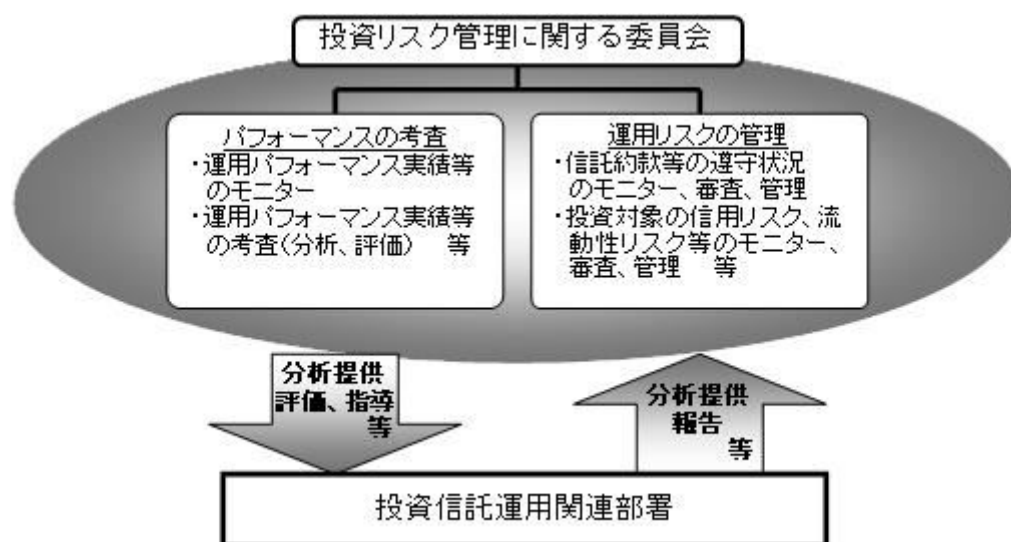 投資リスク管理に関する委員会
パフォーマンスの考査
・運用パフォーマンス実績等
のモニター
・運用パフォーマンス実績等
の考査(分析、評価) 等
運用リスクの管理
・信託約款等の遵守状況
のモニター、審査、管理
・投資対象の信用リスク、流
動性リスク等のモニター、
審査、管理 等
分析提供
評価、指導
等
分析提供
報告
等
投資信託運用関連部署